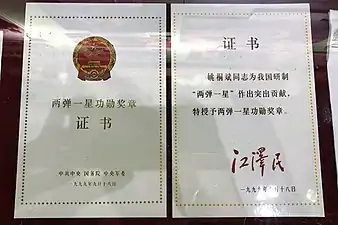 两弹一星功勋奖章
证书
中共中央 国务院 中央军委
一九九九年九月十八日
证书
姚桐斌同志为我国研制
“两弹一星”作出突出贡献，
特授予两弹一星功勋奖章。
江泽民
一九九九年九月十八日